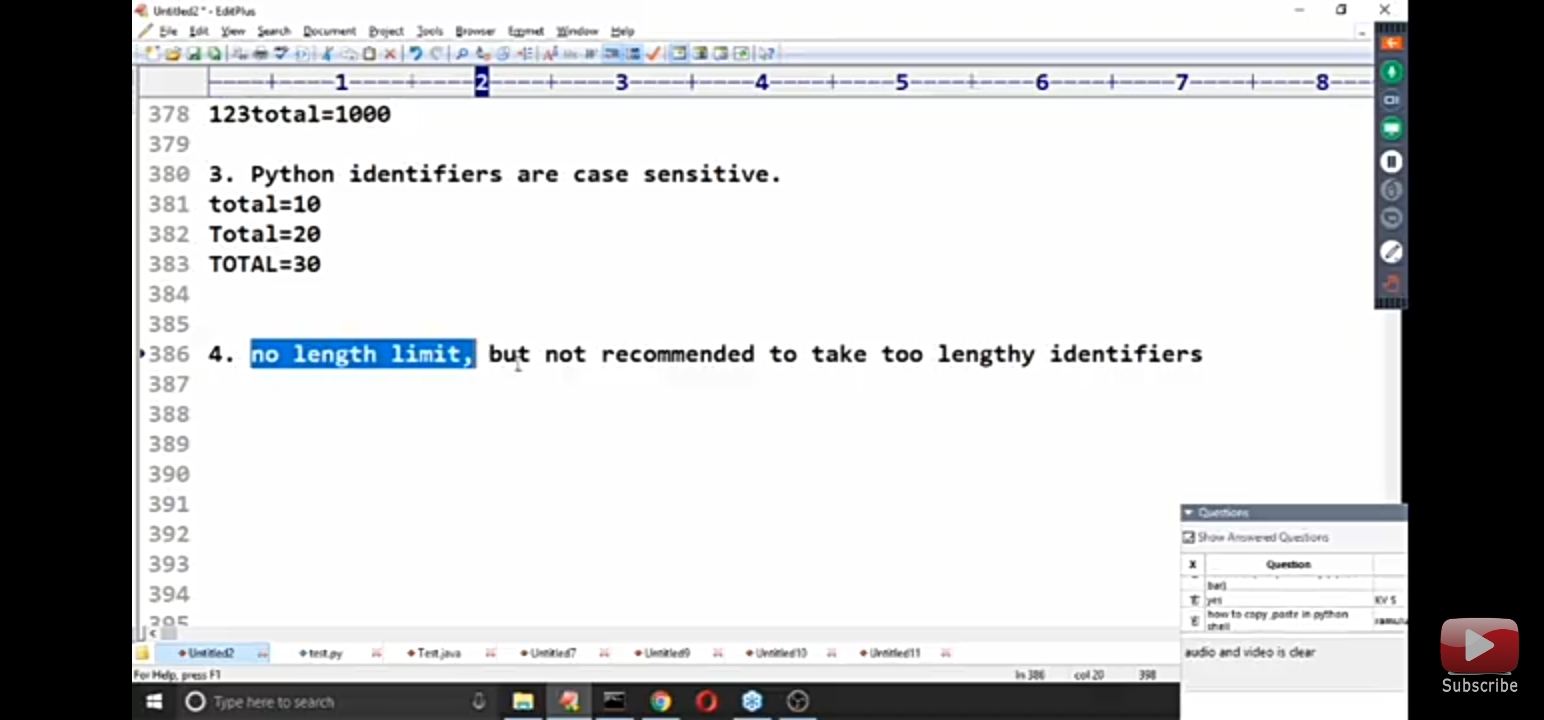 Untitled2 * - EditPlus
File Edit View Search Document Project Tools Browser Emmet Window Help
1 2 3 4 5 6 7 8
378 123total=1000
379
380 3. Python identifiers are case sensitive.
381 total=10
382 Total=20
383 TOTAL=30
384
385
386 4. no length limit, but not recommended to take too lengthy identifiers
387
388
389
390
391
392
393
394
395
Questions
Show Answered Questions
X Question
bar)
yes KV S
how to copy ,paste in python
shell
audio and video is clear
Untitled2 test.py Test.java Untitled7 Untitled9 Untitled10 Untitled11
For Help, press F1 ln 386 col 20 398
Type here to search
Subscribe